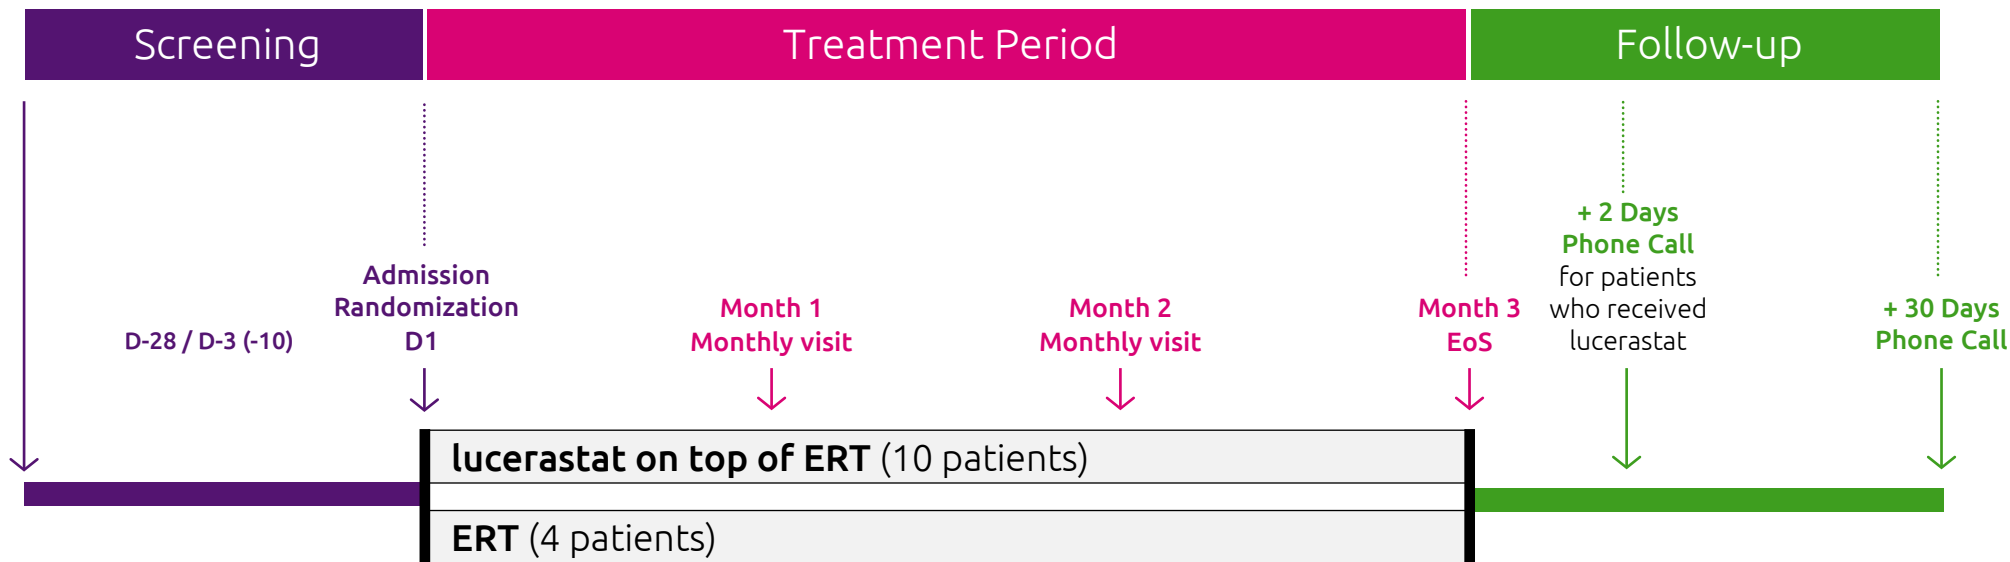 Screening
Treatment Period
Follow-up
D-28 / D-3 (-10)
Admission
Randomization
D1
Month 1
Monthly visit
Month 2
Monthly visit
Month 3
EoS
+ 2 Days
Phone Call
for patients
who received
lucerastat
+ 30 Days
Phone Call
lucerastat on top of ERT (10 patients)
ERT (4 patients)